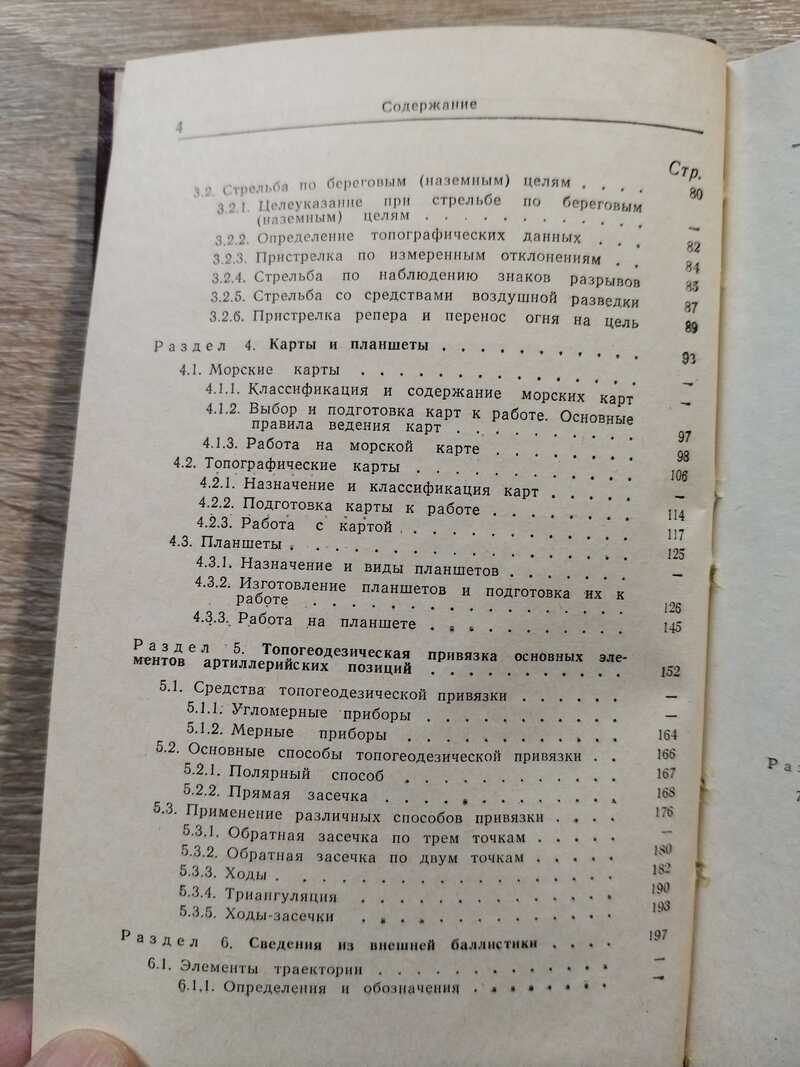 Содержание
4
Стр.
3.2. Стрельба по береговым (наземным) целям . . . . 80
3.2.1. Целеуказание при стрельбе по береговым
(наземным) целям . . . . . . . . . . . —
3.2.2. Определение топографических данных . . . 82
3.2.3. Пристрелка по измеренным отклонениям . . 84
3.2.4. Стрельба по наблюдению знаков разрывов 85
3.2.5. Стрельба со средствами воздушной разведки 87
3.2.6. Пристрелка репера и перенос огня на цель 89
Раздел 4. Карты и планшеты . . . . . . . . . . 93
4.1. Морские карты . . . . . . . . . . . . . —
4.1.1. Классификация и содержание морских карт —
4.1.2. Выбор и подготовка карт к работе. Основные
правила ведения карт . . . . . . . . . 97
4.1.3. Работа на морской карте . . . . . . . 98
4.2. Топографические карты . . . . . . . . . . 106
4.2.1. Назначение и классификация карт . . . . . —
4.2.2. Подготовка карты к работе . . . . . . . 114
4.2.3. Работа с картой . . . . . . . . . . . 117
4.3. Планшеты . . . . . . . . . . . . . . . 125
4.3.1. Назначение и виды планшетов . . . . . . . —
4.3.2. Изготовление планшетов и подготовка их к
работе . . . . . . . . . . . . . . . 126
4.3.3. Работа на планшете . . . . . . . . . . 145
Раздел 5. Топогеодезическая привязка основных эле-
ментов артиллерийских позиций . . . . . . . . . . 152
5.1. Средства топогеодезической привязки . . . . . . —
5.1.1. Угломерные приборы . . . . . . . . . . —
5.1.2. Мерные приборы . . . . . . . . . . . 164
5.2. Основные способы топогеодезической привязки . . 166
5.2.1. Полярный способ . . . . . . . . . . . 167
5.2.2. Прямая засечка . . . . . . . . . . . . 168
5.3. Применение различных способов привязки . . . . 176
5.3.1. Обратная засечка по трем точкам . . . . . —
5.3.2. Обратная засечка по двум точкам . . . . . 180
5.3.3. Ходы . . . . . . . . . . . . . . . . 182
5.3.4. Триангуляция . . . . . . . . . . . . . 190
5.3.5. Ходы-засечки . . . . . . . . . . . . . 193
Раздел 6. Сведения из внешней баллистики . . . . 197
6.1. Элементы траектории . . . . . . . . . . . . —
6.1.1. Определения и обозначения . . . . . . . . —
Раз
7